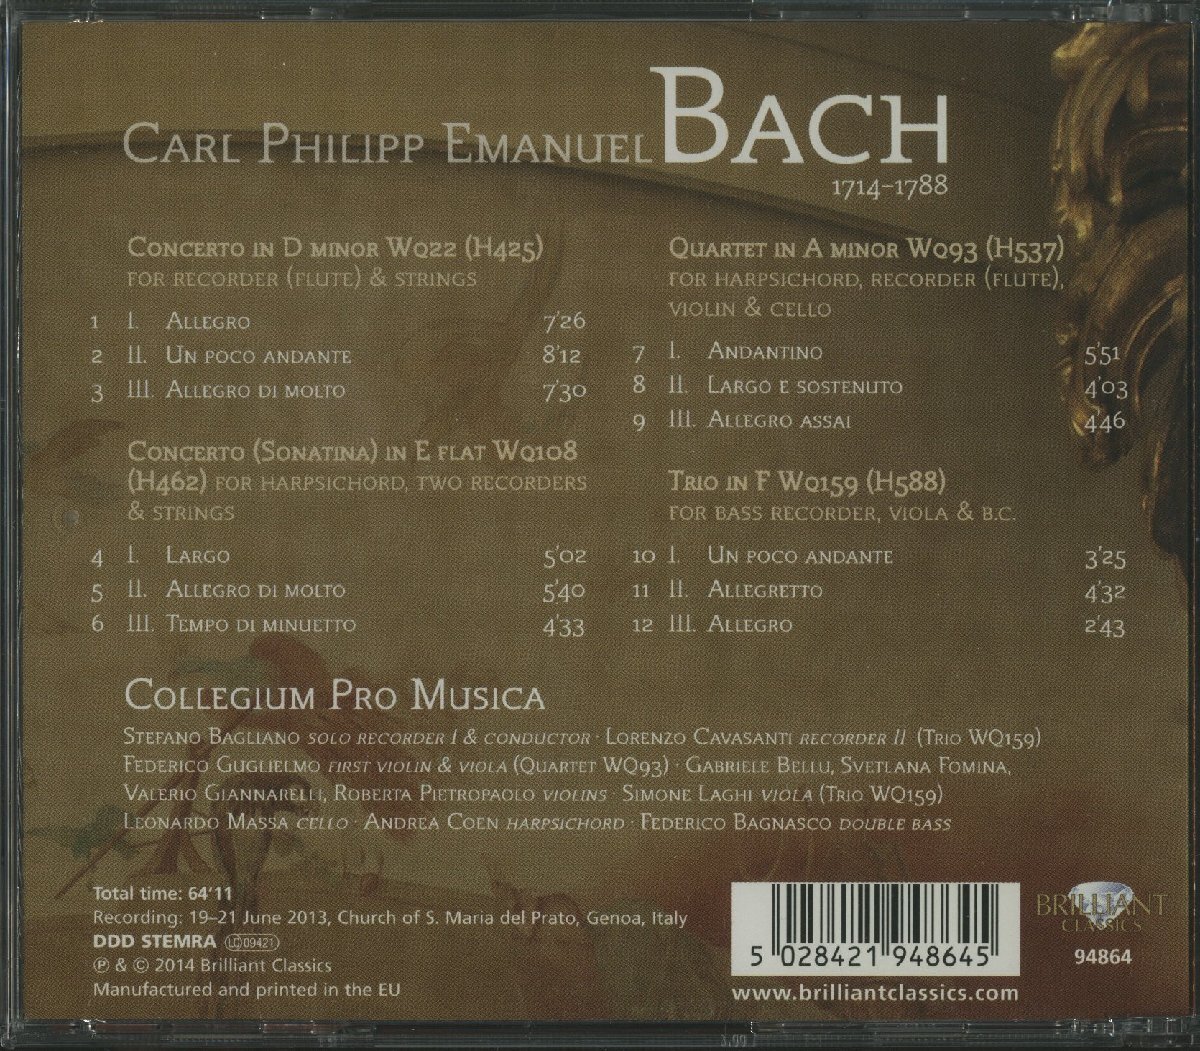 CARL PHILIPP EMANUEL BACH
1714–1788
CONCERTO IN D MINOR WQ22 (H425)
FOR RECORDER (FLUTE) & STRINGS
1 I. ALLEGRO 7'26
2 II. UN POCO ANDANTE 8'12
3 III. ALLEGRO DI MOLTO 7'30
CONCERTO (SONATINA) IN E FLAT WQ108
(H462) FOR HARPSICHORD, TWO RECORDERS
& STRINGS
4 I. LARGO 5'02
5 II. ALLEGRO DI MOLTO 5'40
6 III. TEMPO DI MINUETTO 4'33
QUARTET IN A MINOR WQ93 (H537)
FOR HARPSICHORD, RECORDER (FLUTE),
VIOLIN & CELLO
7 I. ANDANTINO 5'51
8 II. LARGO E SOSTENUTO 4'03
9 III. ALLEGRO ASSAI 4'46
TRIO IN F WQ159 (H588)
FOR BASS RECORDER, VIOLA & B.C.
10 I. UN POCO ANDANTE 3'25
11 II. ALLEGRETTO 4'32
12 III. ALLEGRO 2'43
COLLEGIUM PRO MUSICA
STEFANO BAGLIANO SOLO RECORDER I & CONDUCTOR · LORENZO CAVASANTI RECORDER II (TRIO WQ159)
FEDERICO GUGLIELMO FIRST VIOLIN & VIOLA (QUARTET WQ93) · GABRIELE BELLU, SVETLANA FOMINA,
VALERIO GIANNARELLI, ROBERTA PIETROPAOLO VIOLINS · SIMONE LAGHI VIOLA (TRIO WQ159)
LEONARDO MASSA CELLO · ANDREA COEN HARPSICHORD · FEDERICO BAGNASCO DOUBLE BASS
Total time: 64'11
Recording: 19–21 June 2013, Church of S. Maria del Prato, Genoa, Italy
DDD STEMRA LC 09421
℗ & © 2014 Brilliant Classics
Manufactured and printed in the EU
5 028421 948645
www.brilliantclassics.com
BRILLIANT
CLASSICS
94864